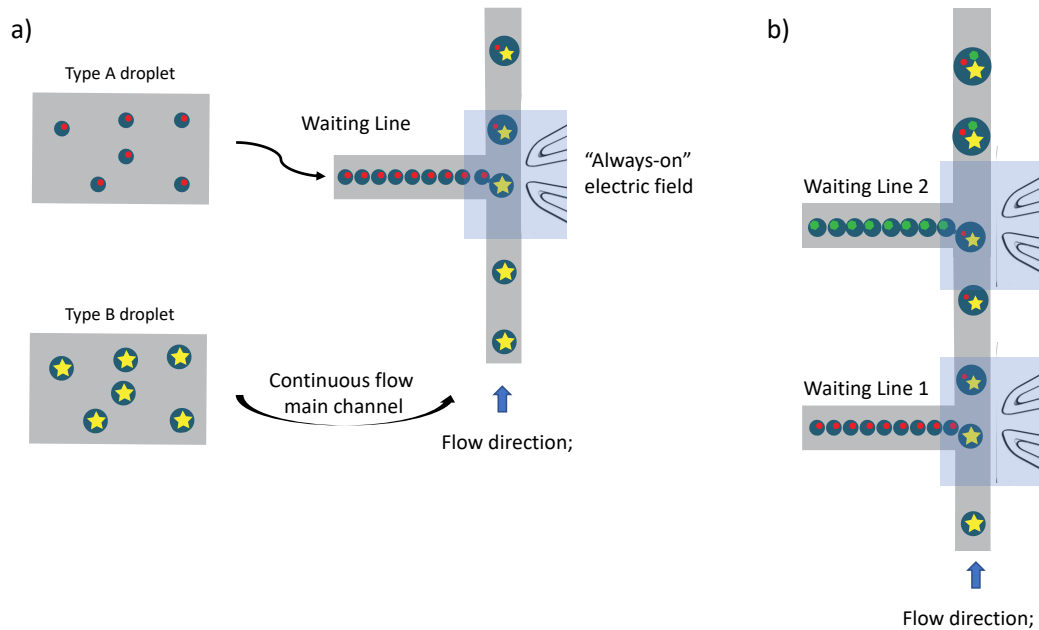 a)
Type A droplet
Waiting Line
"Always-on"
electric field
Type B droplet
Continuous flow
main channel
Flow direction;
b)
Waiting Line 2
Waiting Line 1
Flow direction;